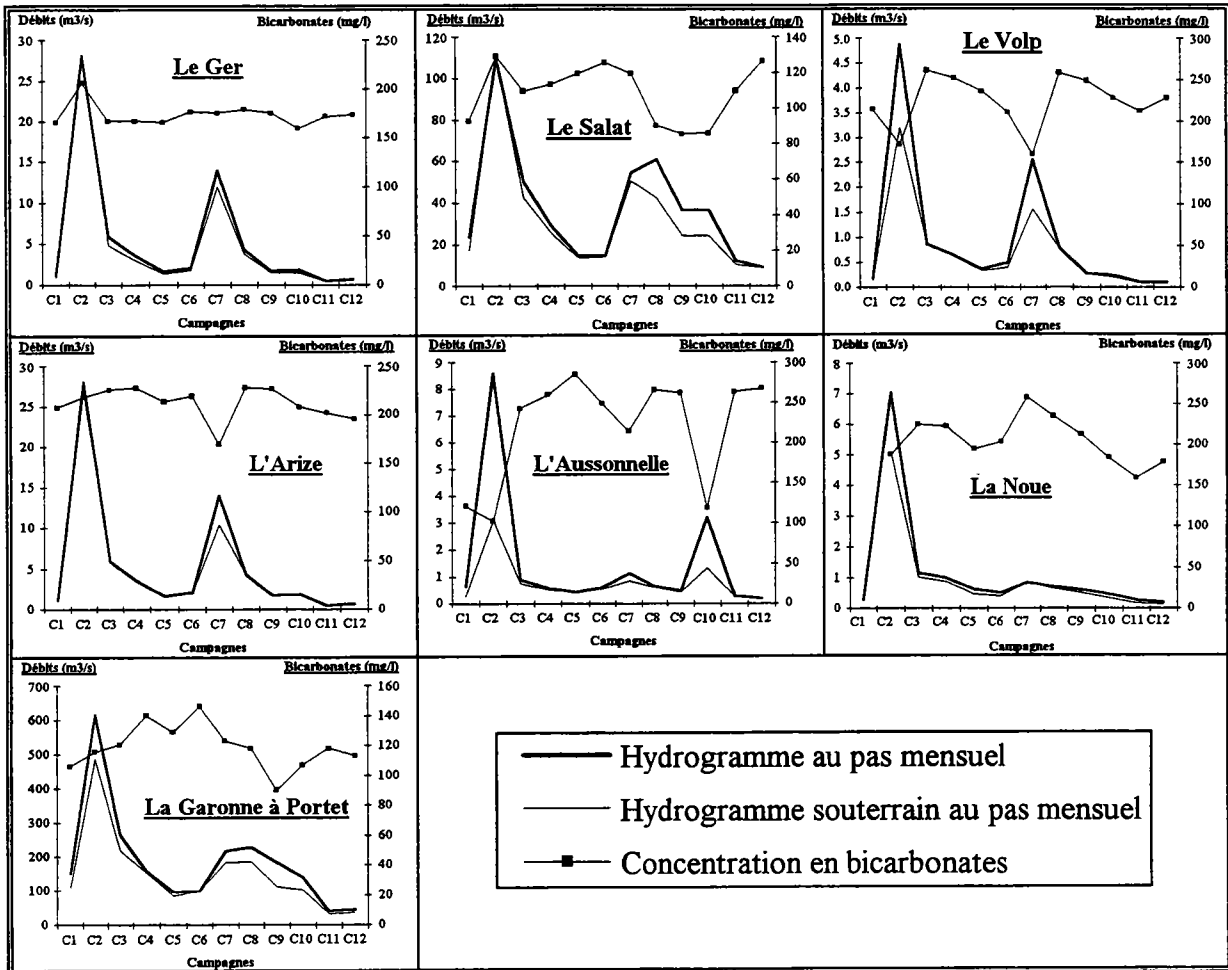 Débits (m3/s) Bicarbonates (mg/l)
Le Ger
30 25 20 15 10 5 0
250 200 150 100 50 0
C1 C2 C3 C4 C5 C6 C7 C8 C9 C10 C11 C12
Campagnes
Débits (m3/s) Bicarbonates (mg/l)
Le Salat
120 100 80 60 40 20 0
140 120 100 80 60 40 20 0
C1 C2 C3 C4 C5 C6 C7 C8 C9 C10 C11 C12
Campagnes
Débits (m3/s) Bicarbonates (mg/l)
Le Volp
5.0 4.5 4.0 3.5 3.0 2.5 2.0 1.5 1.0 0.5 0.0
300 250 200 150 100 50 0
C1 C2 C3 C4 C5 C6 C7 C8 C9 C10 C11 C12
Campagnes
Débits (m3/s) Bicarbonates (mg/l)
L'Arize
30 25 20 15 10 5 0
250 200 150 100 50 0
C1 C2 C3 C4 C5 C6 C7 C8 C9 C10 C11 C12
Campagnes
Débits (m3/s) Bicarbonates (mg/l)
L'Aussonnelle
9 8 7 6 5 4 3 2 1 0
300 250 200 150 100 50 0
C1 C2 C3 C4 C5 C6 C7 C8 C9 C10 C11 C12
Campagnes
Débits (m3/s) Bicarbonates (mg/l)
La Noue
8 7 6 5 4 3 2 1 0
300 250 200 150 100 50 0
C1 C2 C3 C4 C5 C6 C7 C8 C9 C10 C11 C12
Campagnes
Débits (m3/s) Bicarbonates (mg/l)
La Garonne à Portet
700 600 500 400 300 200 100 0
160 140 120 100 80 60 40 20 0
C1 C2 C3 C4 C5 C6 C7 C8 C9 C10 C11 C12
Campagnes
Hydrogramme au pas mensuel
Hydrogramme souterrain au pas mensuel
Concentration en bicarbonates